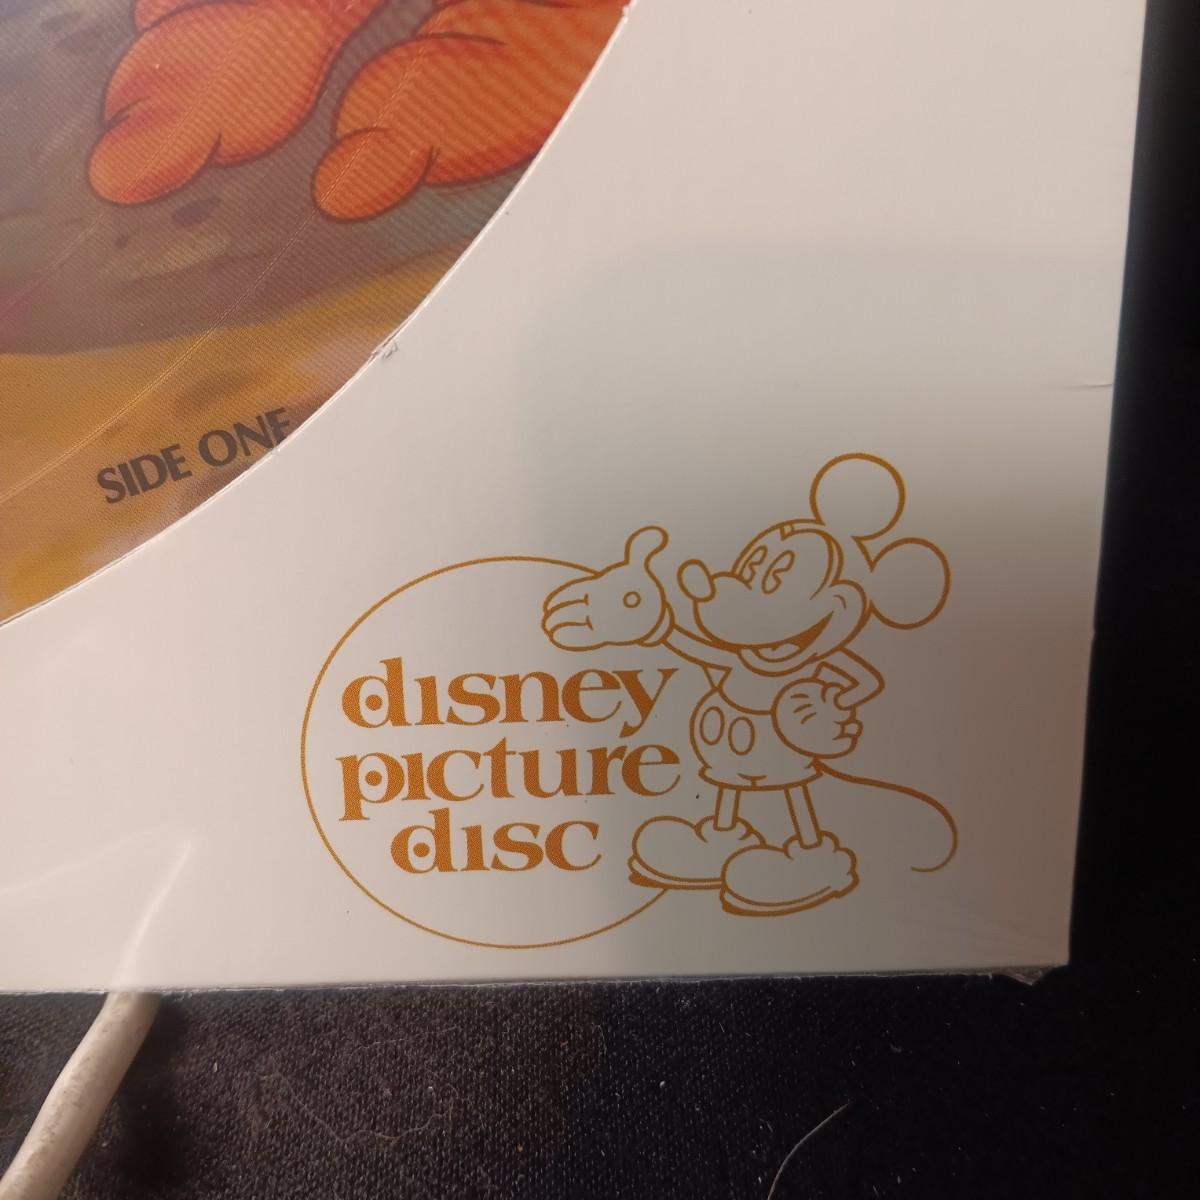 SIDE ONE
disney
picture
disc